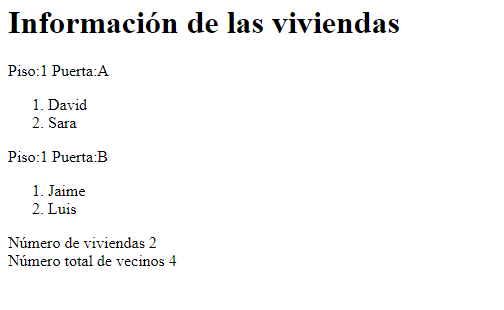 Información de las viviendas
Piso:1 Puerta:A
1. David
2. Sara
Piso:1 Puerta:B
1. Jaime
2. Luis
Número de viviendas 2
Número total de vecinos 4